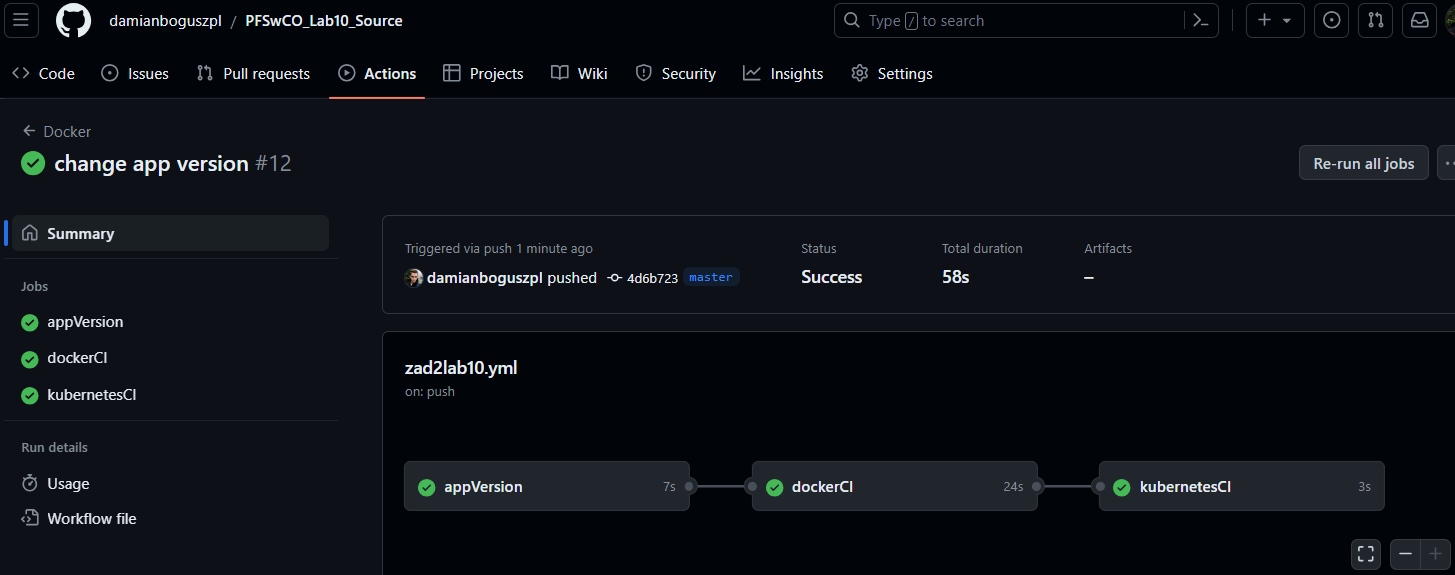 damianboguszpl / PFSwCO_Lab10_Source Type / to search
Code Issues Pull requests Actions Projects Wiki Security Insights Settings
Docker
change app version #12
Re-run all jobs
Summary
Jobs
appVersion
dockerCI
kubernetesCI
Run details
Usage
Workflow file
Triggered via push 1 minute ago
damianboguszpl pushed 4d6b723 master
Status
Success
Total duration
58s
Artifacts
–
zad2lab10.yml
on: push
appVersion 7s
dockerCI 24s
kubernetesCI 3s